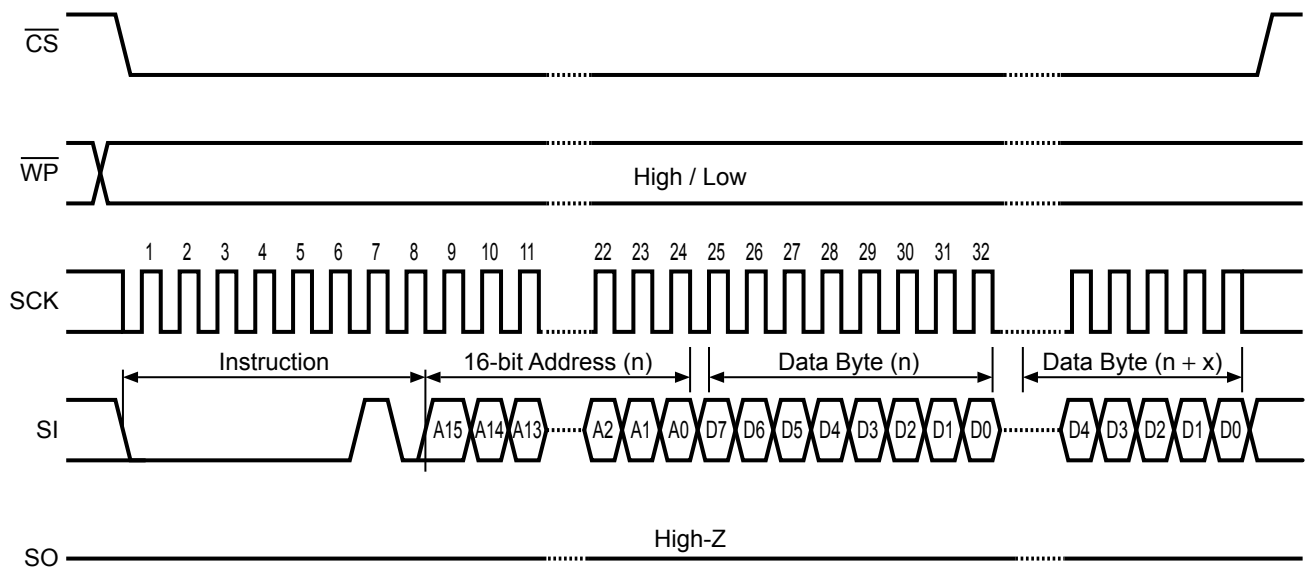 CS
WP
High / Low
1 2 3 4 5 6 7 8 9 10 11 22 23 24 25 26 27 28 29 30 31 32
SCK
Instruction 16-bit Address (n) Data Byte (n) Data Byte (n + x)
SI A15 A14 A13 A2 A1 A0 D7 D6 D5 D4 D3 D2 D1 D0 D4 D3 D2 D1 D0
High-Z
SO